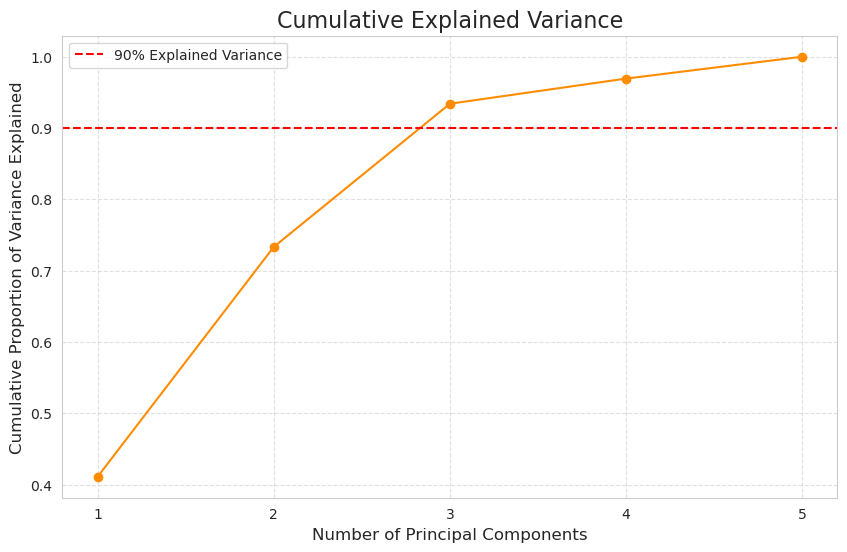 Cumulative Explained Variance
90% Explained Variance
Cumulative Proportion of Variance Explained
1.0
0.9
0.8
0.7
0.6
0.5
0.4
1 2 3 4 5
Number of Principal Components